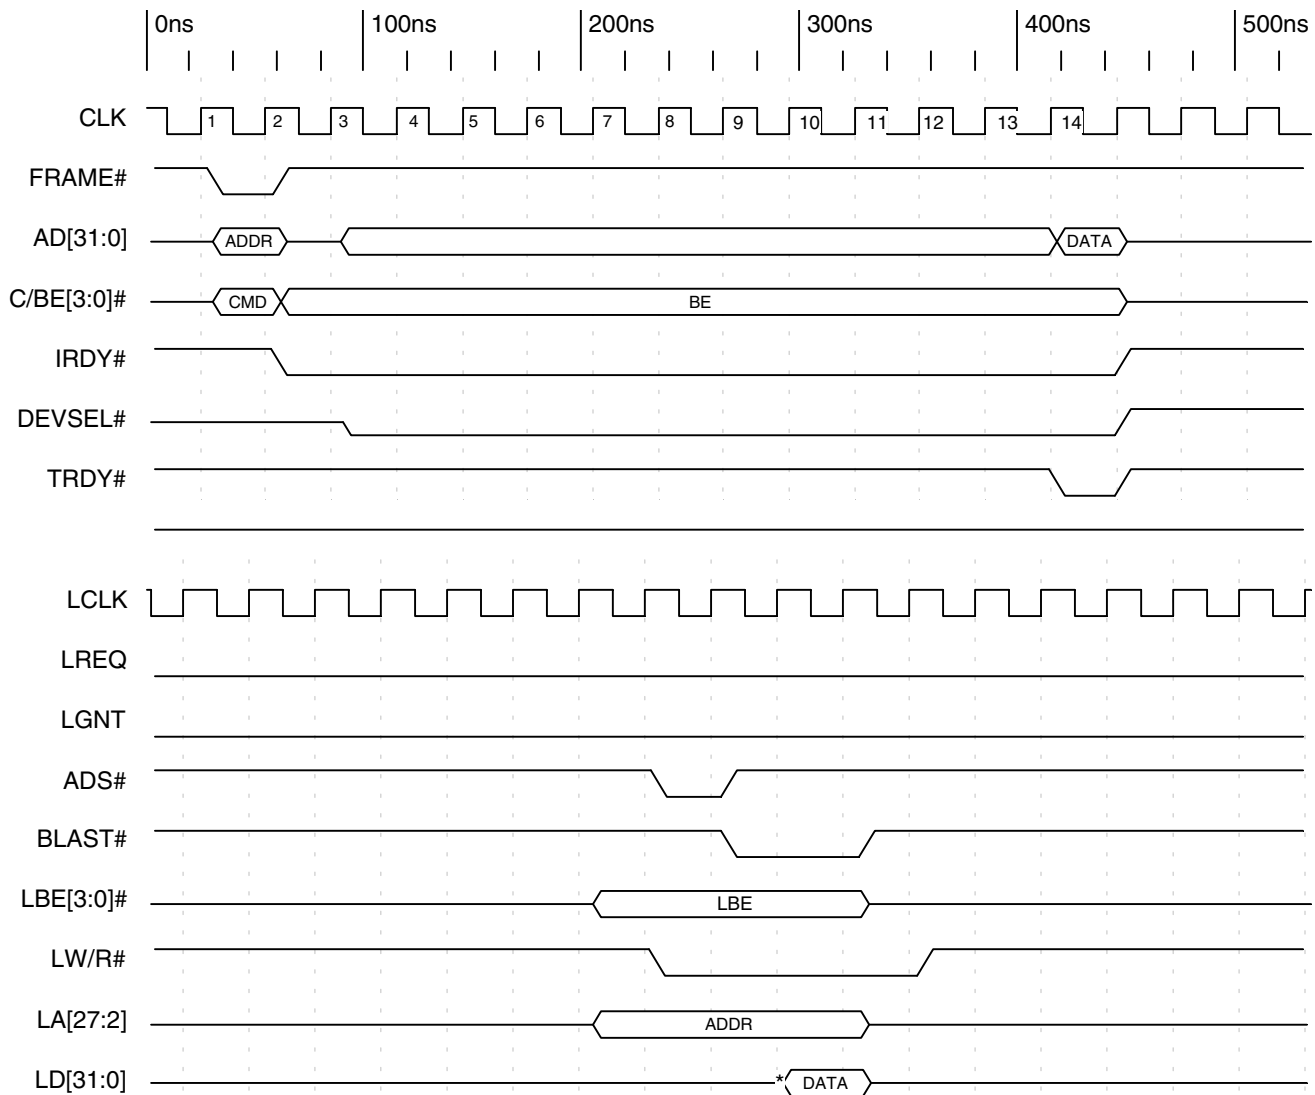 0ns 100ns 200ns 300ns 400ns 500ns
CLK 1 2 3 4 5 6 7 8 9 10 11 12 13 14
FRAME#
AD[31:0] ADDR DATA
C/BE[3:0]# CMD BE
IRDY#
DEVSEL#
TRDY#
LCLK
LREQ
LGNT
ADS#
BLAST#
LBE[3:0]# LBE
LW/R#
LA[27:2] ADDR
LD[31:0] * DATA